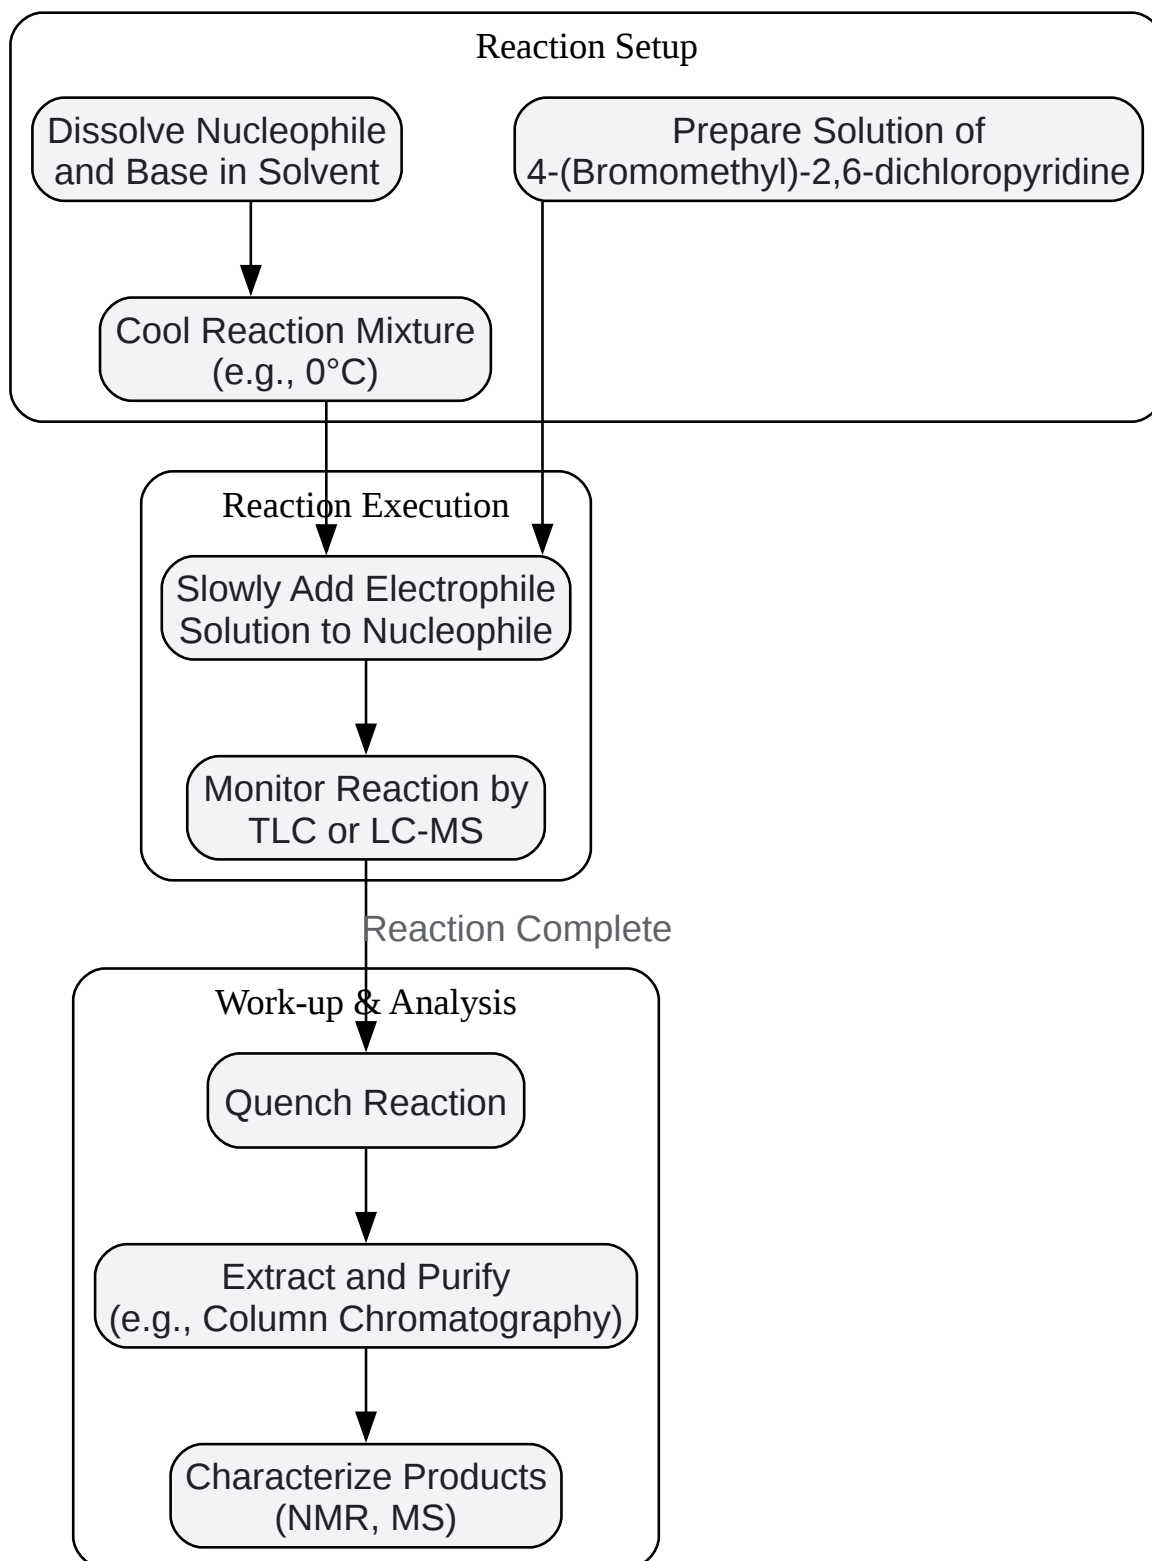 Reaction Setup
Dissolve Nucleophile
and Base in Solvent
Prepare Solution of
4-(Bromomethyl)-2,6-dichloropyridine
Cool Reaction Mixture
(e.g., 0°C)
Reaction Execution
Slowly Add Electrophile
Solution to Nucleophile
Monitor Reaction by
TLC or LC-MS
Reaction Complete
Work-up & Analysis
Quench Reaction
Extract and Purify
(e.g., Column Chromatography)
Characterize Products
(NMR, MS)